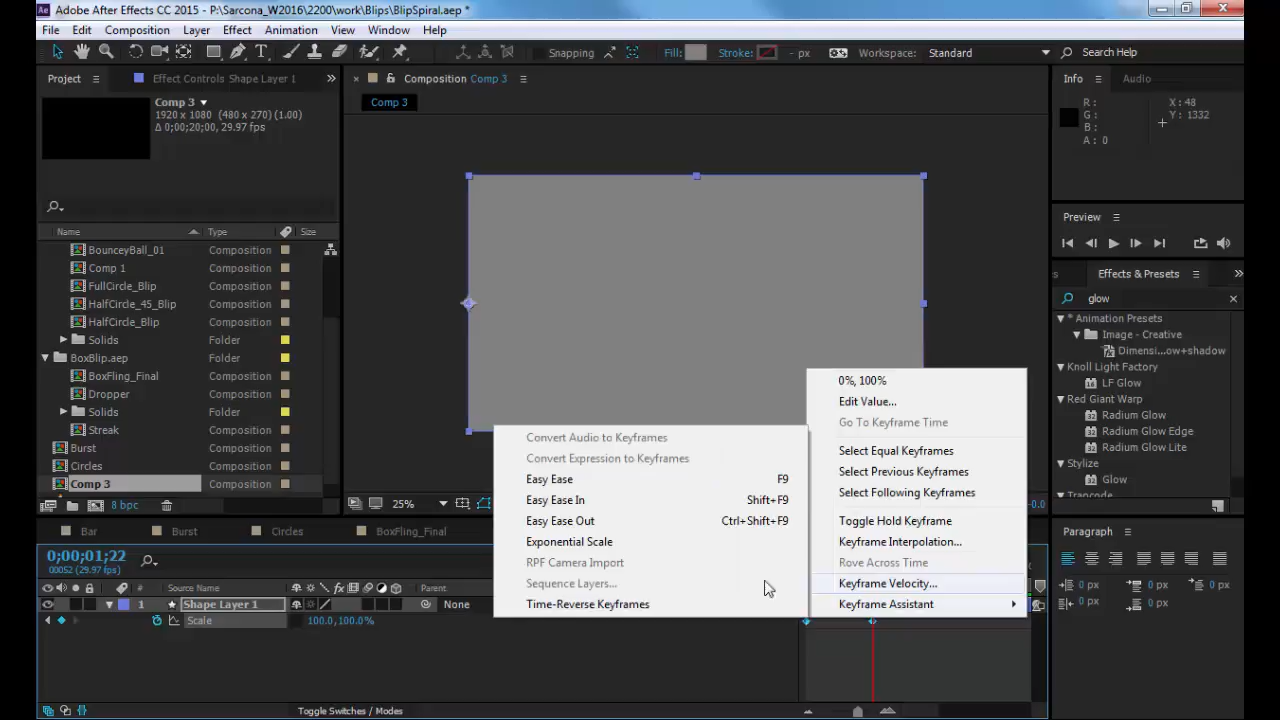 Adobe After Effects CC 2015 - P:\Sarcona_W2016\2200\work\Blips\BlipSpiral.aep *
File Edit Composition Layer Effect Animation View Window Help
Snapping Fill: Stroke: - px Workspace: Standard Search Help
Project Effect Controls Shape Layer 1
Composition Comp 3
Info Audio
Comp 3
1920 x 1080 (480 x 270) (1.00)
Δ 0;00;20;00, 29.97 fps
Comp 3
R:
G:
B:
A: 0
X: 48
Y: 1332
Name Type Size
BounceyBall_01 Composition
Comp 1 Composition
FullCircle_Blip Composition
HalfCircle_45_Blip Composition
HalfCircle_Blip Composition
Solids Folder
BoxBlip.aep Folder
BoxFling_Final Composition
Dropper Composition
Solids Folder
Streak Composition
Burst Composition
Circles Composition
Comp 3 Composition
8 bpc
Preview
Effects & Presets
glow
* Animation Presets
Image - Creative
Dimensi...ow+shadow
Knoll Light Factory
LF Glow
Red Giant Warp
Radium Glow
Radium Glow Edge
Radium Glow Lite
Stylize
Glow
Trapcode
25%
-0.0
0%, 100%
Edit Value...
Go To Keyframe Time
Select Equal Keyframes
Select Previous Keyframes
Select Following Keyframes
Toggle Hold Keyframe
Keyframe Interpolation...
Rove Across Time
Keyframe Velocity...
Keyframe Assistant
Convert Audio to Keyframes
Convert Expression to Keyframes
Easy Ease F9
Easy Ease In Shift+F9
Easy Ease Out Ctrl+Shift+F9
Exponential Scale
RPF Camera Import
Sequence Layers...
Time-Reverse Keyframes
Bar Burst Circles BoxFling_Final
0;00;01;22
00052 (29.97 fps)
# Source Name fx Parent
1 Shape Layer 1 None
Scale 100.0,100.0%
Toggle Switches / Modes
Paragraph
0 px 0 px 0 px
0 px 0 px